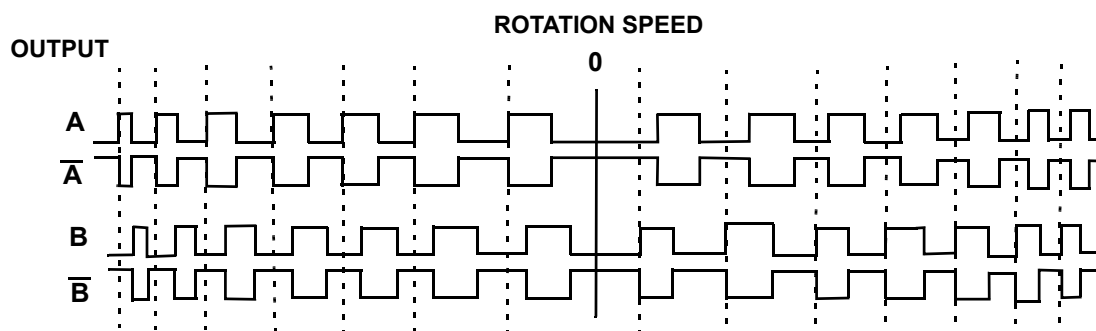 ROTATION SPEED
OUTPUT
0
A
A̅
B
B̅